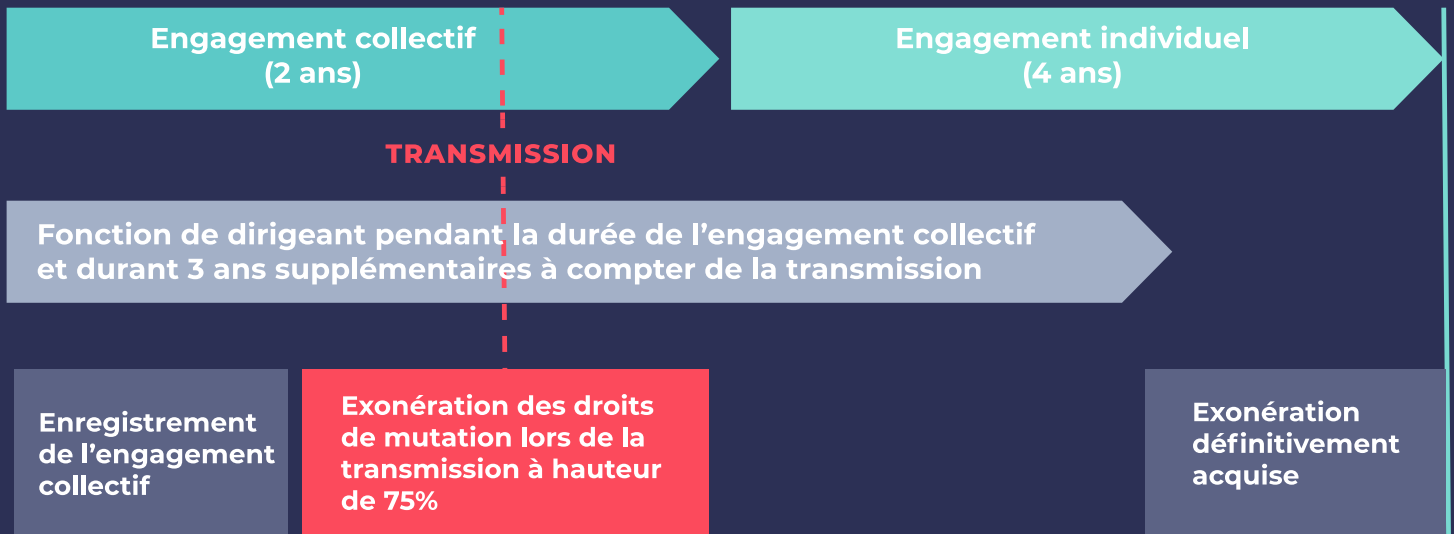 Engagement collectif
(2 ans)
Engagement individuel
(4 ans)
TRANSMISSION
Fonction de dirigeant pendant la durée de l’engagement collectif
et durant 3 ans supplémentaires à compter de la transmission
Enregistrement
de l’engagement
collectif
Exonération des droits
de mutation lors de la
transmission à hauteur
de 75%
Exonération
définitivement
acquise